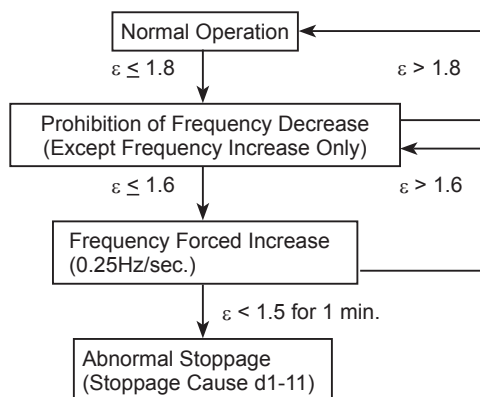 Normal Operation
ε ≤ 1.8
ε > 1.8
Prohibition of Frequency Decrease
(Except Frequency Increase Only)
ε ≤ 1.6
ε > 1.6
Frequency Forced Increase
(0.25Hz/sec.)
ε < 1.5 for 1 min.
Abnormal Stoppage
(Stoppage Cause d1-11)